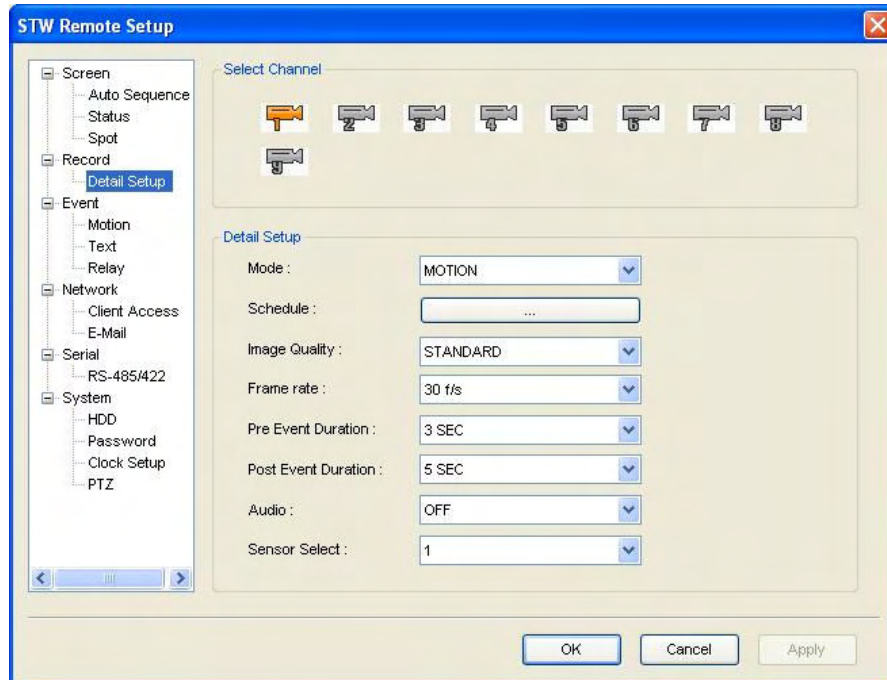 STW Remote Setup
Screen
Auto Sequence
Status
Spot
Record
Detail Setup
Event
Motion
Text
Relay
Network
Client Access
E-Mail
Serial
RS-485/422
System
HDD
Password
Clock Setup
PTZ
Select Channel
1 2 3 4 5 6 7 8
9
Detail Setup
Mode : MOTION
Schedule : ...
Image Quality : STANDARD
Frame rate : 30 f/s
Pre Event Duration : 3 SEC
Post Event Duration : 5 SEC
Audio : OFF
Sensor Select : 1
OK Cancel Apply